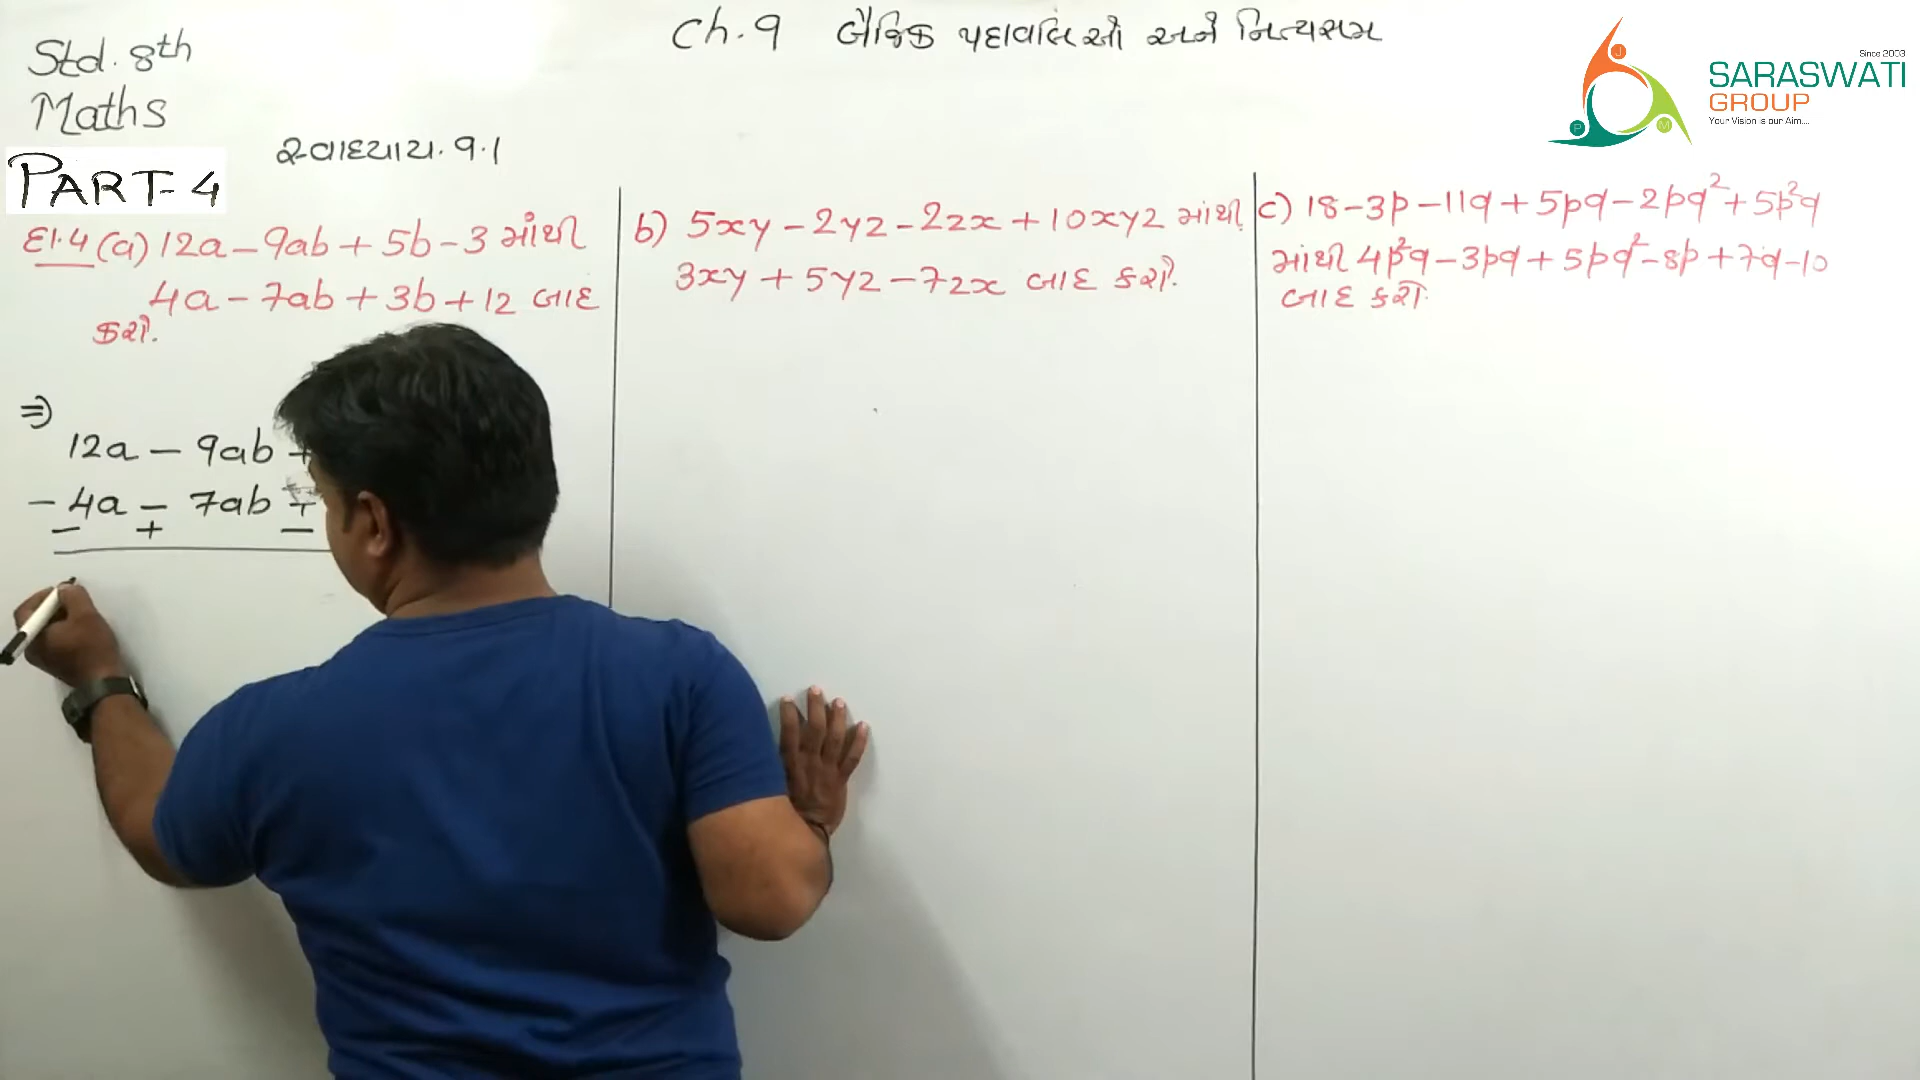 Std. 8th
Maths
Ch. 9 બૈજિક પદાવલિઓ અને નિત્યસમ
Since 2003
SARASWATI
GROUP
Your Vision is our Aim....
J
P
M
સ્વાધ્યાય. ૧.1
PART-4
દા.4 (a) 12a - 9ab + 5b - 3 માંથી
4a - 7ab + 3b + 12 બાદ
કરો.
⇒
12a - 9ab +
- 4a - 7ab +
- + -
b) 5xy - 2yz - 2zx + 10xyz માંથી
3xy + 5yz - 7zx બાદ કરો.
c) 18 - 3p - 11q + 5pq - 2pq² + 5p²q
માંથી 4p²q - 3pq + 5pq² - 8p + 7q - 10
બાદ કરો.